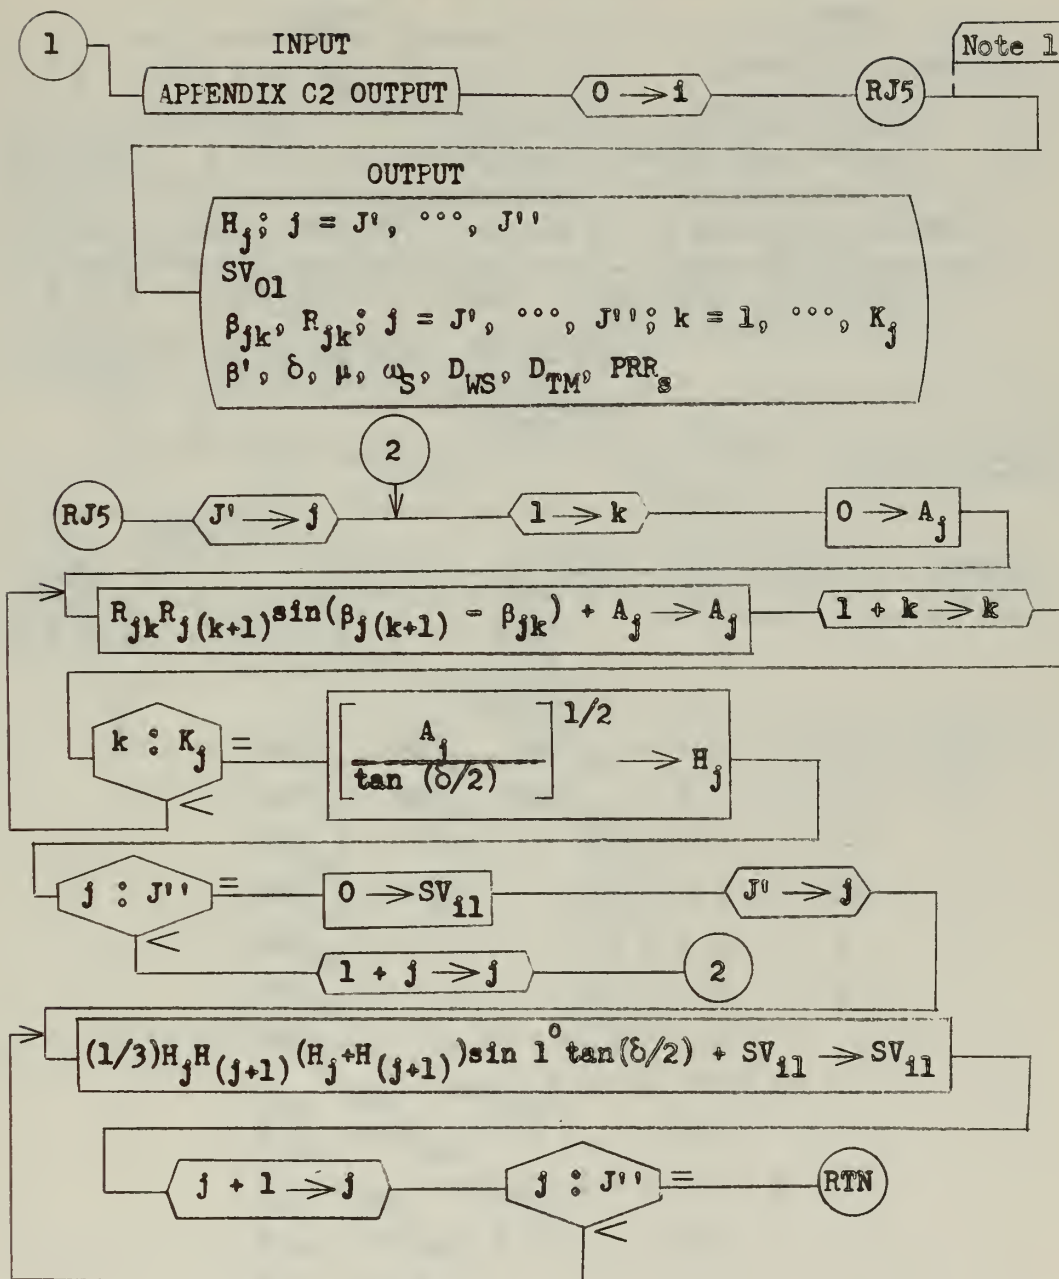 1
INPUT
Note 1
APPENDIX C2 OUTPUT
0 → i
RJ5
OUTPUT
H_j; j = J', °°°, J''
SV_01
β_jk, R_jk; j = J', °°°, J''; k = 1, °°°, K_j
β', δ, μ, ω_S, D_WS, D_TM, PRR_s
2
RJ5
J' → j
1 → k
0 → A_j
R_jk R_j(k+1) sin(β_j(k+1) - β_jk) + A_j → A_j
1 + k → k
k : K_j
=
<
[A_j / tan (δ/2)]^1/2 → H_j
j : J''
=
0 → SV_i1
J' → j
<
1 + j → j
2
(1/3)H_j H_(j+1) (H_j + H_(j+1)) sin 1° tan(δ/2) + SV_i1 → SV_i1
j + 1 → j
j : J''
=
RTN
<